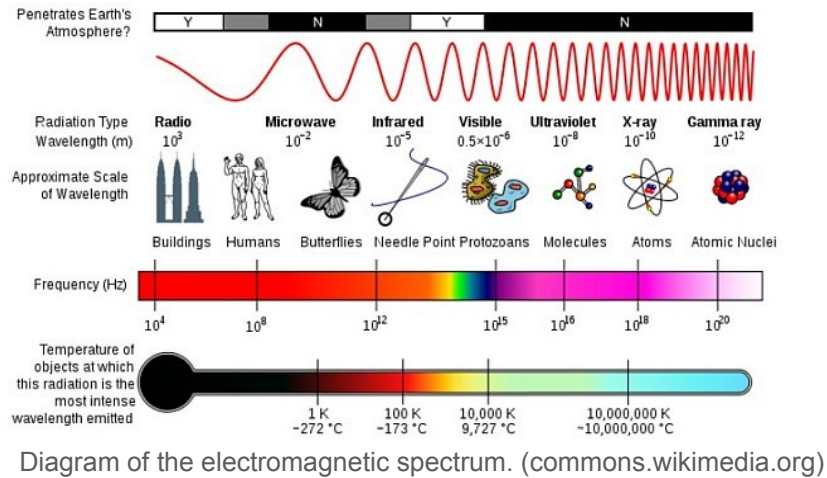 Penetrates Earth's
Atmosphere?
Y N Y N
Radiation Type Radio Microwave Infrared Visible Ultraviolet X-ray Gamma ray
Wavelength (m) 10³ 10⁻² 10⁻⁵ 0.5×10⁻⁶ 10⁻⁸ 10⁻¹⁰ 10⁻¹²
Approximate Scale
of Wavelength
Buildings Humans Butterflies Needle Point Protozoans Molecules Atoms Atomic Nuclei
Frequency (Hz)
10⁴ 10⁸ 10¹² 10¹⁵ 10¹⁶ 10¹⁸ 10²⁰
Temperature of
objects at which
this radiation is the
most intense
wavelength emitted
1 K 100 K 10,000 K 10,000,000 K
−272 °C −173 °C 9,727 °C ~10,000,000 °C
Diagram of the electromagnetic spectrum. (commons.wikimedia.org)